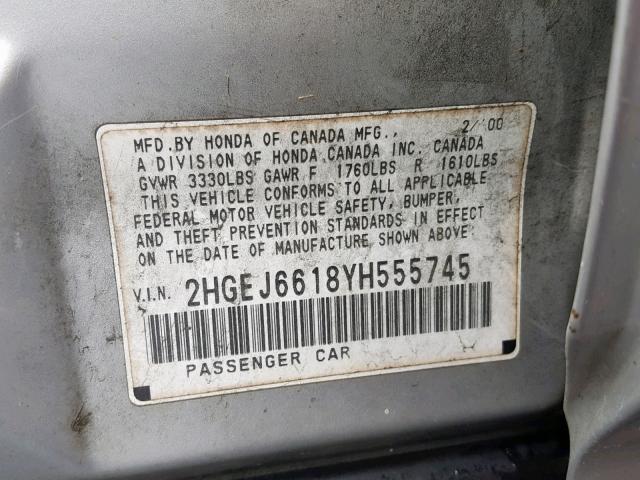 MFD.BY HONDA OF CANADA MFG., 2/ 00
A DIVISION OF HONDA CANADA INC. CANADA
GVWR 3330LBS GAWR F 1760LBS R 1610LBS
THIS VEHICLE CONFORMS TO ALL APPLICABLE
FEDERAL MOTOR VEHICLE SAFETY, BUMPER,
AND THEFT PREVENTION STANDARDS IN EFFECT
ON THE DATE OF MANUFACTURE SHOWN ABOVE.
V.I.N. 2HGEJ6618YH555745
PASSENGER CAR